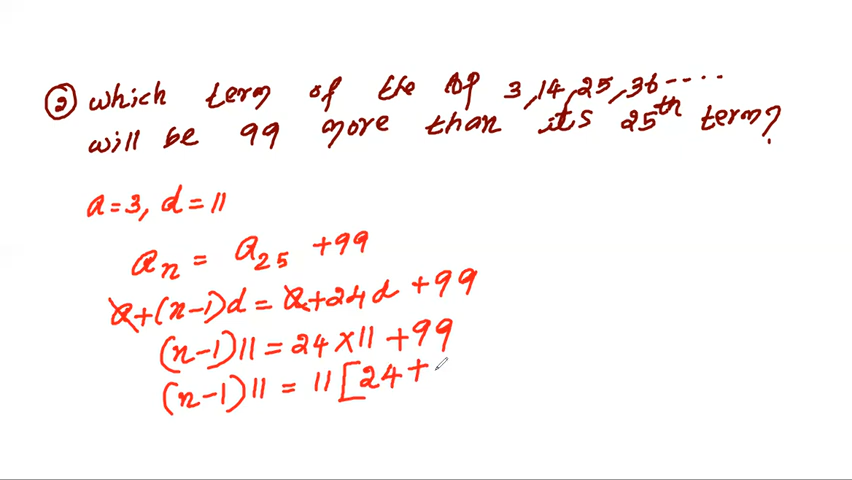 ② which term of the AP 3,14,25,36-----
will be 99 more than its 25th term?
a=3, d=11
an = a25 +99
a+(n-1)d = a+24d +99
(n-1)11 = 24×11 +99
(n-1)11 = 11[24+